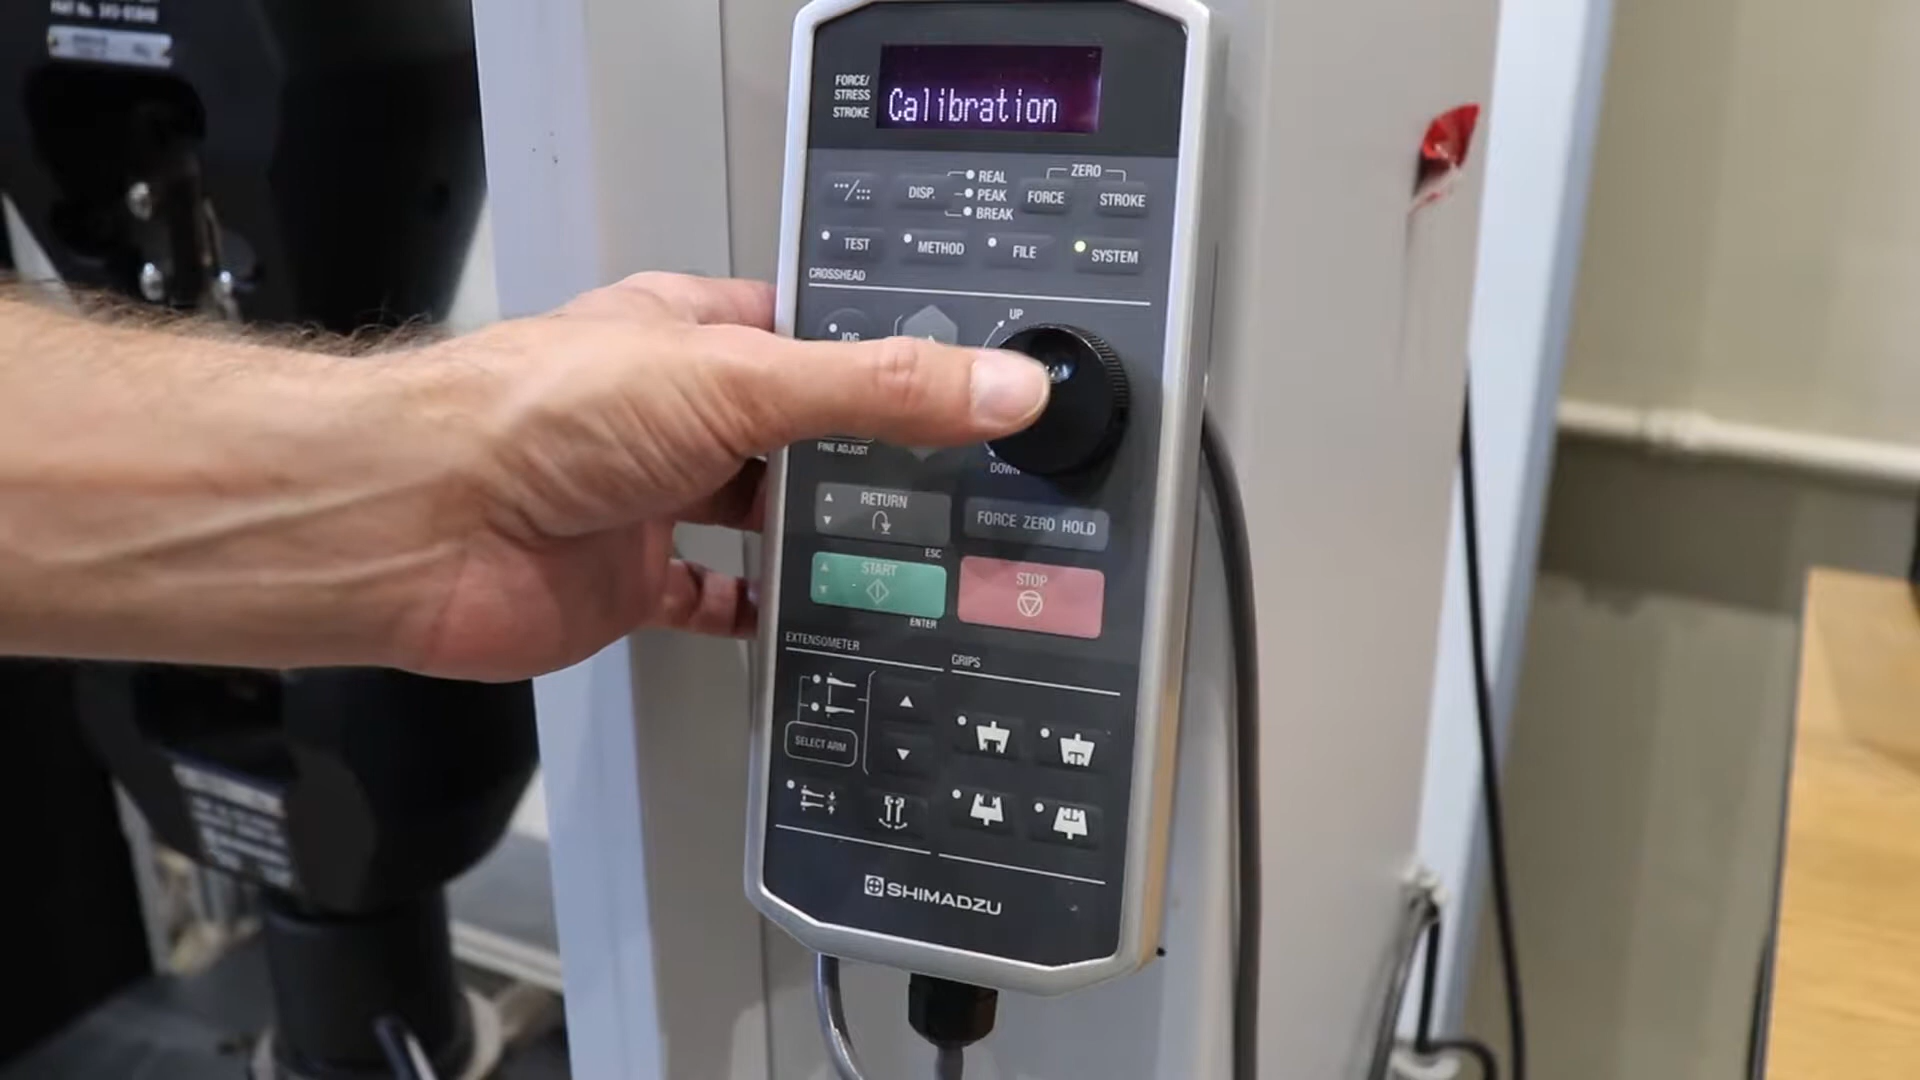 FORCE/
STRESS
STROKE
Calibration
DISP.
REAL
PEAK
BREAK
ZERO
FORCE
STROKE
TEST
METHOD
FILE
SYSTEM
CROSSHEAD
JOG
UP
FINE ADJUST
DOWN
RETURN
FORCE ZERO HOLD
ESC
START
STOP
ENTER
EXTENSOMETER
GRIPS
SELECT ARM
SHIMADZU